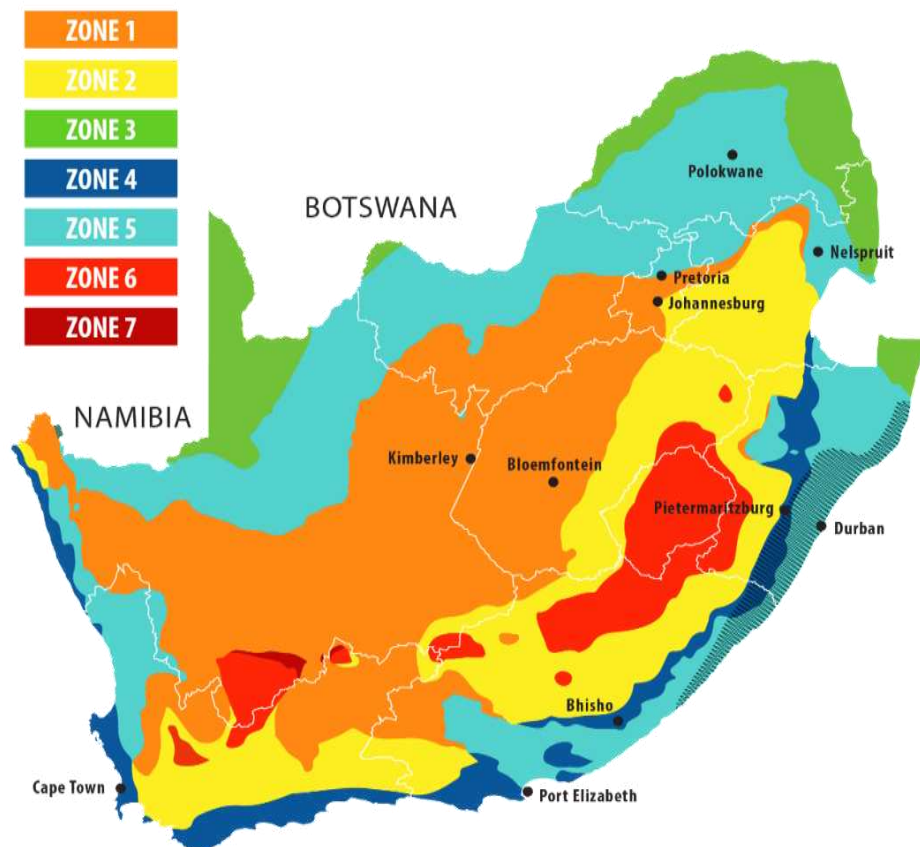 ZONE 1
ZONE 2
ZONE 3
ZONE 4
ZONE 5
ZONE 6
ZONE 7
BOTSWANA
NAMIBIA
Polokwane
Nelspruit
Pretoria
Johannesburg
Kimberley
Bloemfontein
Pietermaritzburg
Durban
Bhisho
Cape Town
Port Elizabeth